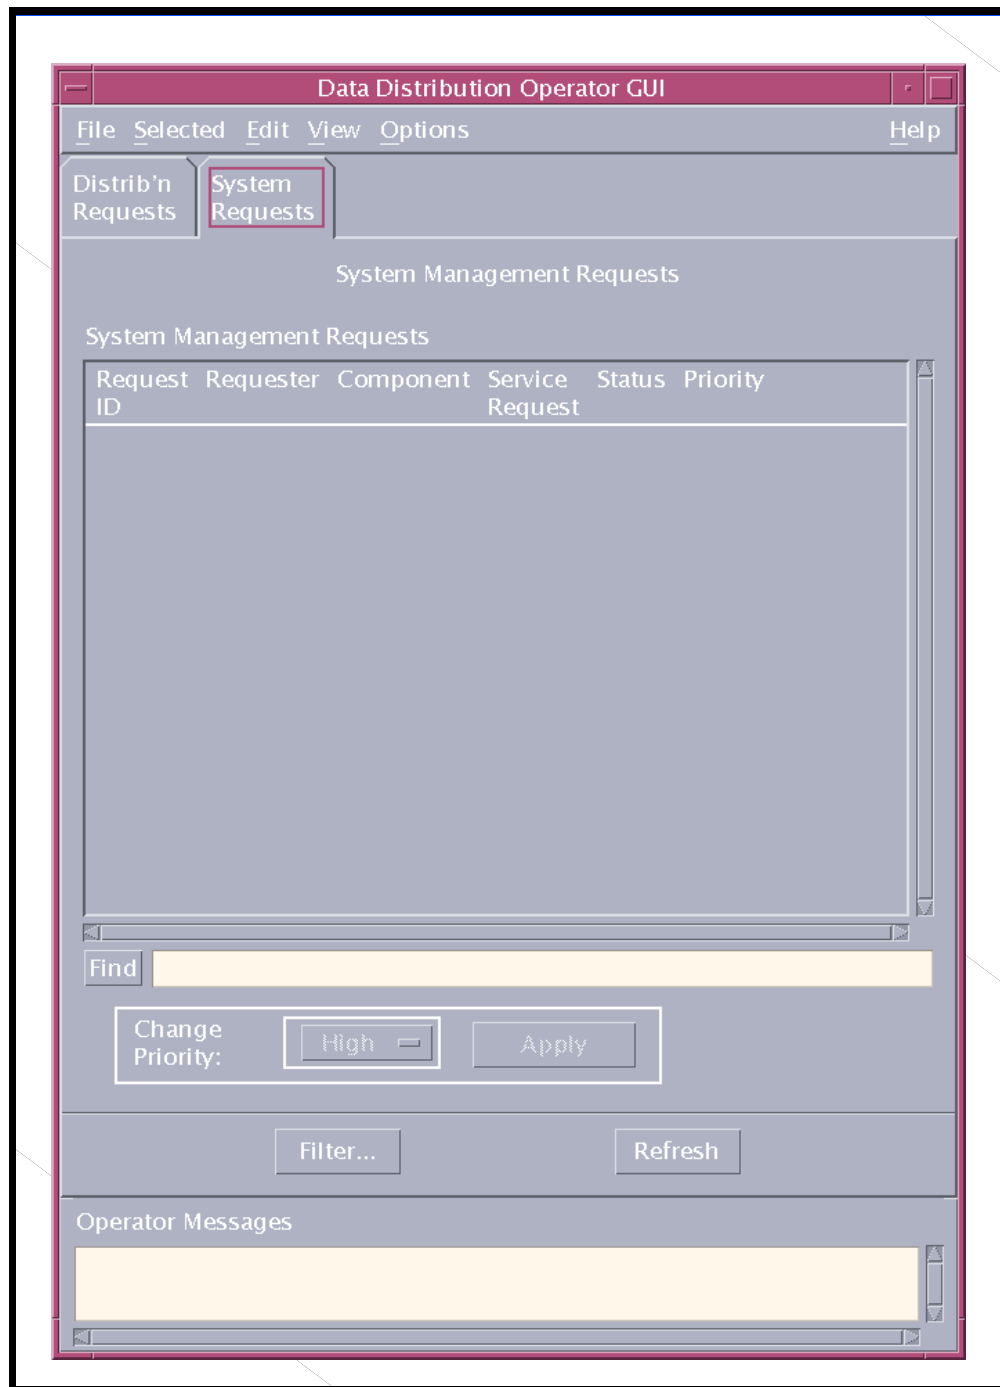 Data Distribution Operator GUI
File Selected Edit View Options Help
Distrib'n Requests
System Requests
System Management Requests
System Management Requests
Request ID Requester Component Service Request Status Priority
Find
Change Priority: High Apply
Filter... Refresh
Operator Messages